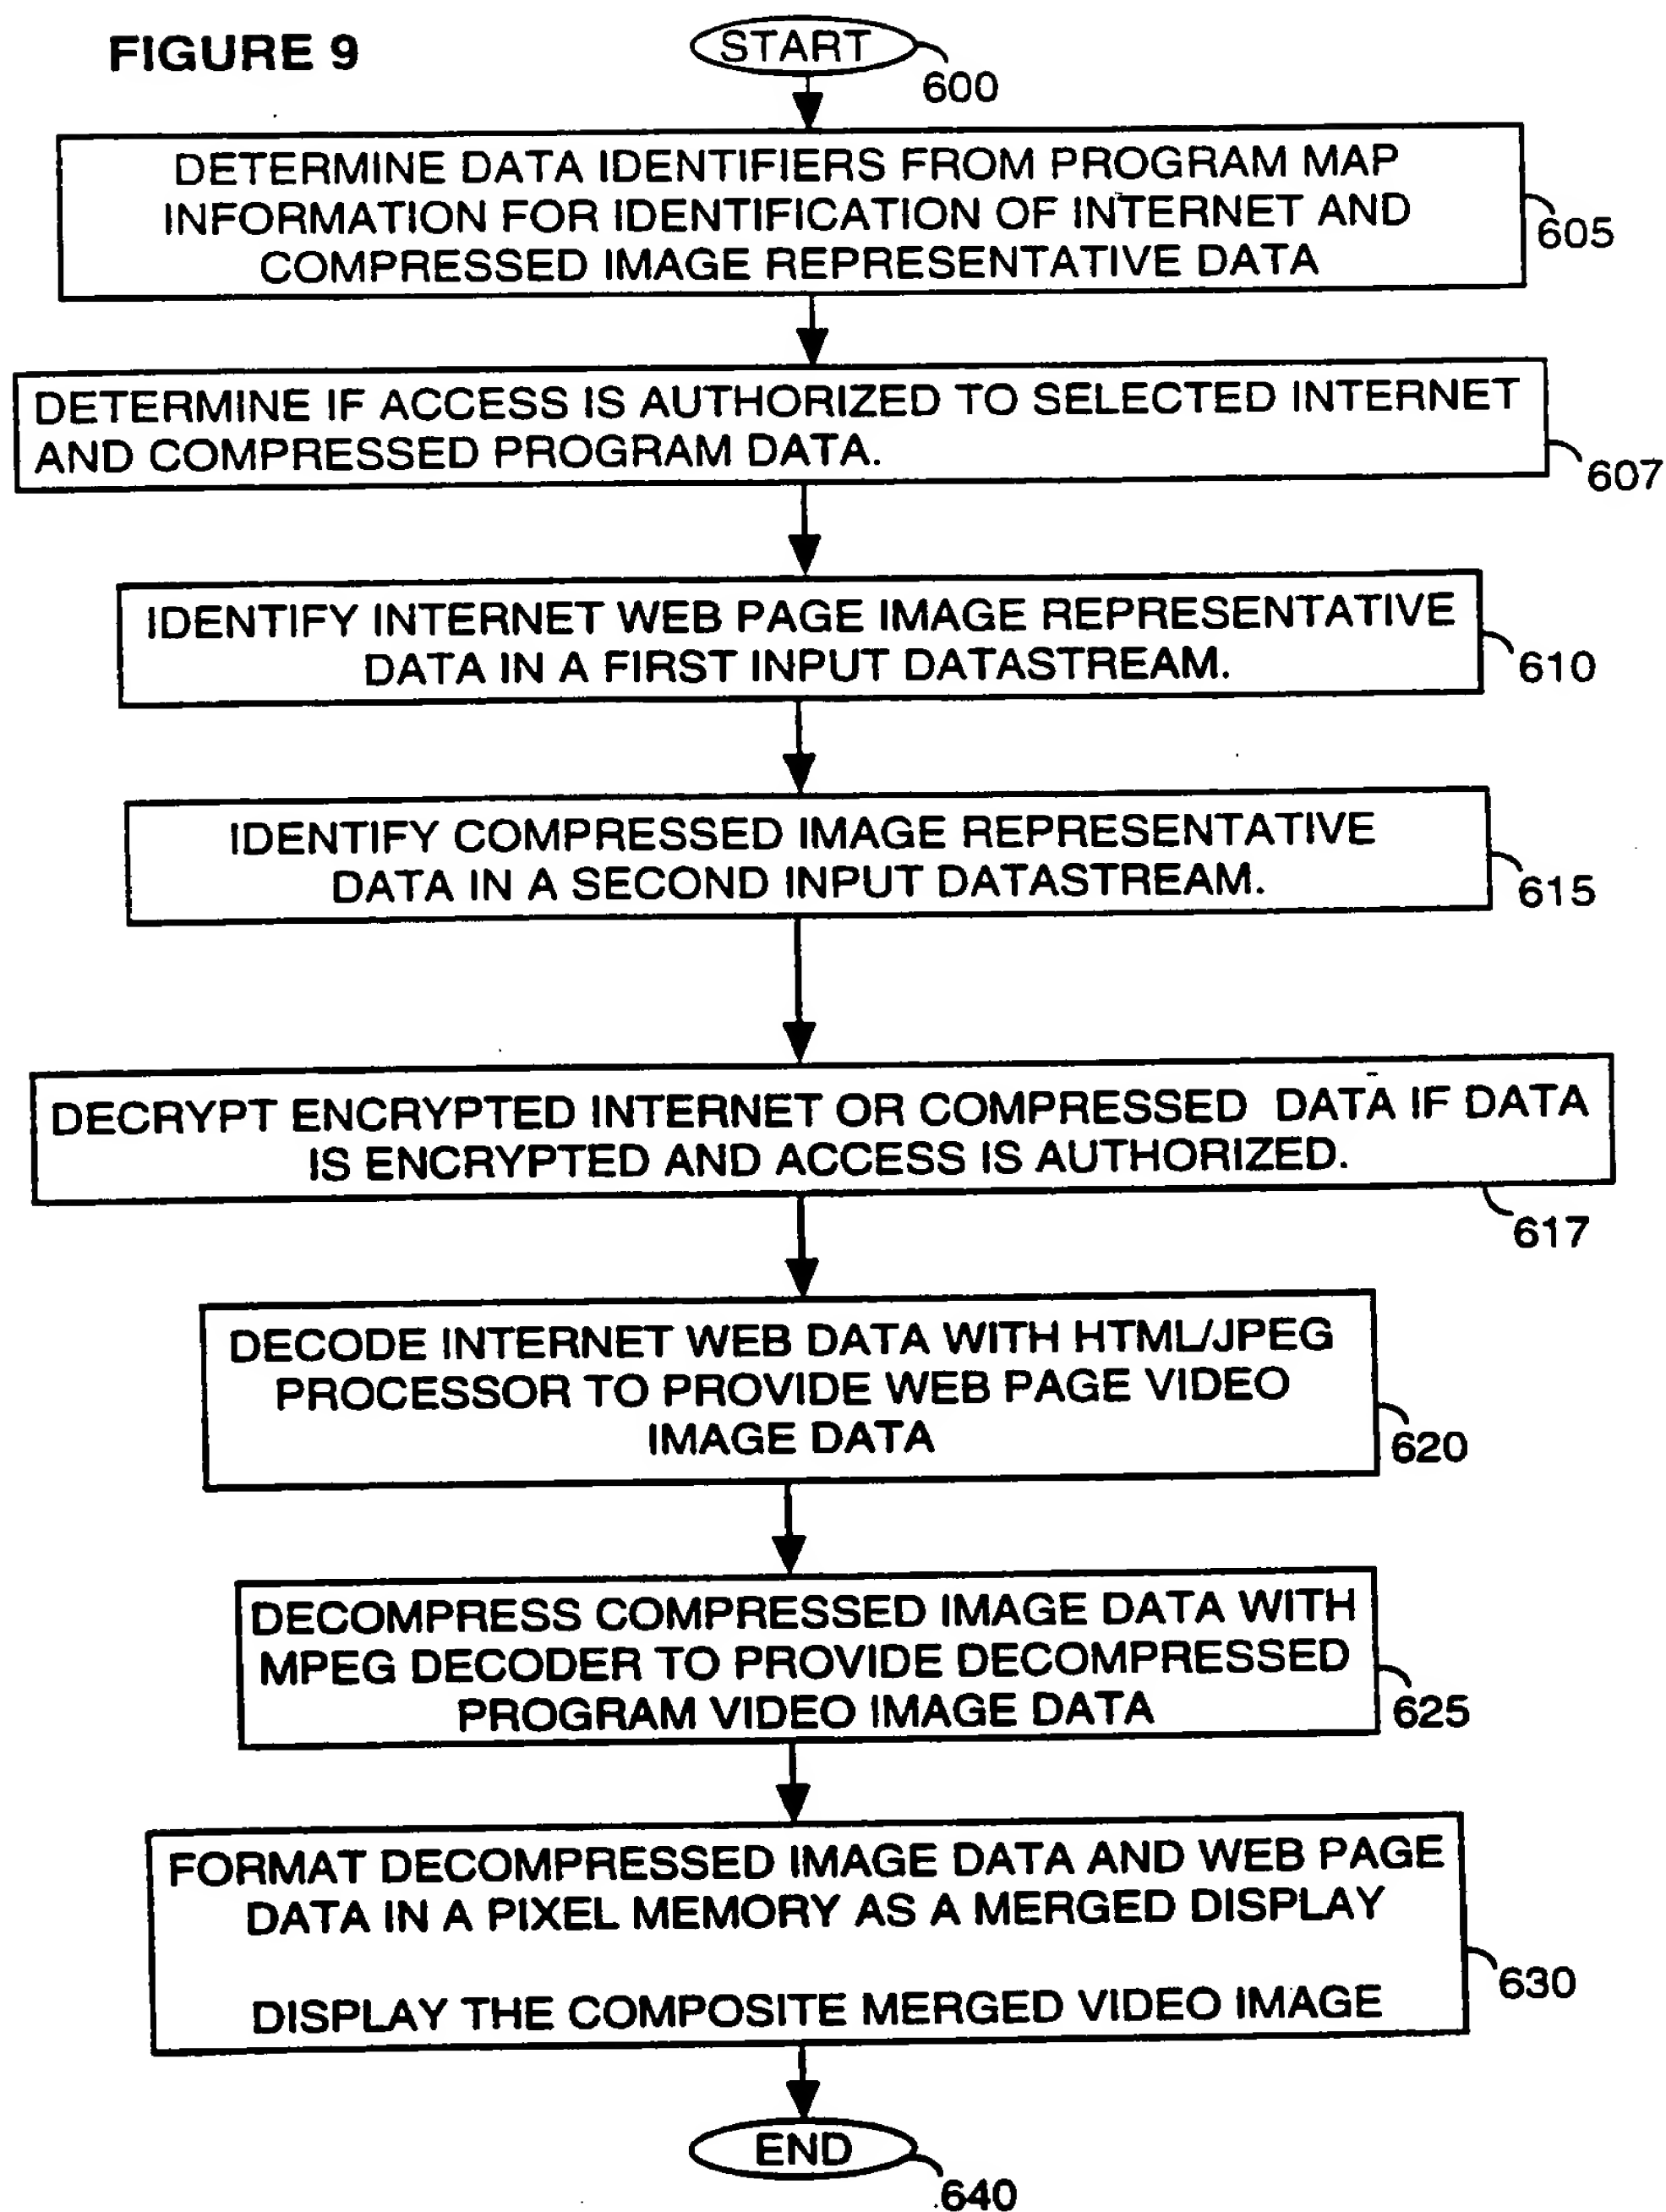 FIGURE 9
START
600
DETERMINE DATA IDENTIFIERS FROM PROGRAM MAP
INFORMATION FOR IDENTIFICATION OF INTERNET AND
COMPRESSED IMAGE REPRESENTATIVE DATA
605
DETERMINE IF ACCESS IS AUTHORIZED TO SELECTED INTERNET
AND COMPRESSED PROGRAM DATA.
607
IDENTIFY INTERNET WEB PAGE IMAGE REPRESENTATIVE
DATA IN A FIRST INPUT DATASTREAM.
610
IDENTIFY COMPRESSED IMAGE REPRESENTATIVE
DATA IN A SECOND INPUT DATASTREAM.
615
DECRYPT ENCRYPTED INTERNET OR COMPRESSED DATA IF DATA
IS ENCRYPTED AND ACCESS IS AUTHORIZED.
617
DECODE INTERNET WEB DATA WITH HTML/JPEG
PROCESSOR TO PROVIDE WEB PAGE VIDEO
IMAGE DATA
620
DECOMPRESS COMPRESSED IMAGE DATA WITH
MPEG DECODER TO PROVIDE DECOMPRESSED
PROGRAM VIDEO IMAGE DATA
625
FORMAT DECOMPRESSED IMAGE DATA AND WEB PAGE
DATA IN A PIXEL MEMORY AS A MERGED DISPLAY
DISPLAY THE COMPOSITE MERGED VIDEO IMAGE
630
END
640